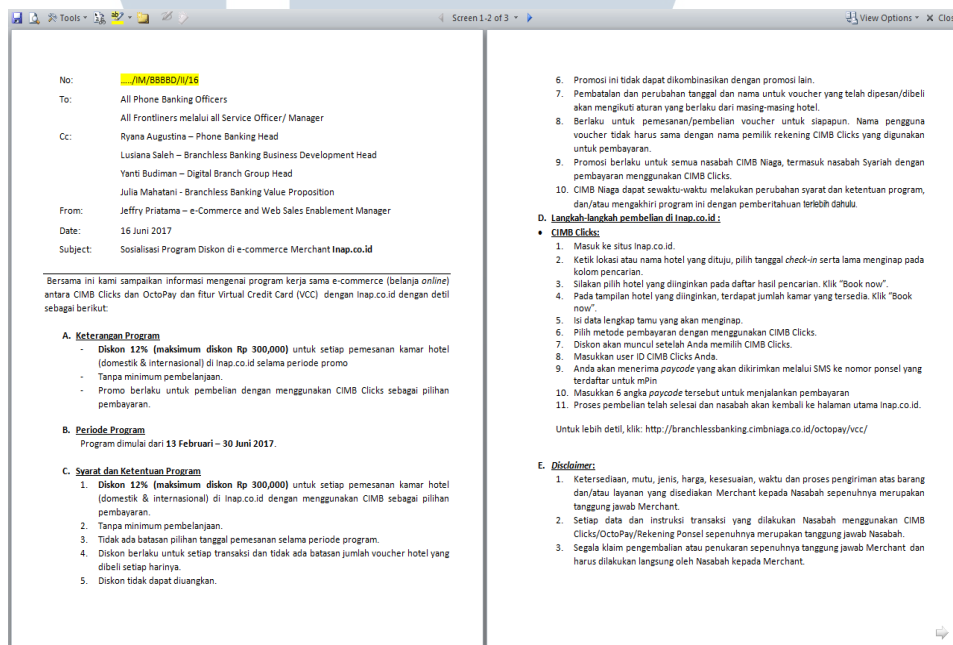 Tools
Screen 1-2 of 3
View Options
Clos
No: ...../IM/BBBBD/II/16
To: All Phone Banking Officers
All Frontliners melalui all Service Officer/ Manager
Cc: Ryana Augustina – Phone Banking Head
Lusiana Saleh – Branchless Banking Business Development Head
Yanti Budiman – Digital Branch Group Head
Julia Mahatani - Branchless Banking Value Proposition
From: Jeffry Priatama – e-Commerce and Web Sales Enablement Manager
Date: 16 Juni 2017
Subject: Sosialisasi Program Diskon di e-commerce Merchant Inap.co.id
Bersama ini kami sampaikan informasi mengenai program kerja sama e-commerce (belanja online)
antara CIMB Clicks dan OctoPay dan fitur Virtual Credit Card (VCC) dengan Inap.co.id dengan detil
sebagai berikut:
A. Keterangan Program
- Diskon 12% (maksimum diskon Rp 300,000) untuk setiap pemesanan kamar hotel
(domestik & internasional) di Inap.co.id selama periode promo
- Tanpa minimum pembelanjaan.
- Promo berlaku untuk pembelian dengan menggunakan CIMB Clicks sebagai pilihan
pembayaran.
B. Periode Program
Program dimulai dari 13 Februari – 30 Juni 2017.
C. Syarat dan Ketentuan Program
1. Diskon 12% (maksimum diskon Rp 300,000) untuk setiap pemesanan kamar hotel
(domestik & internasional) di Inap.co.id dengan menggunakan CIMB sebagai pilihan
pembayaran.
2. Tanpa minimum pembelanjaan.
3. Tidak ada batasan pilihan tanggal pemesanan selama periode program.
4. Diskon berlaku untuk setiap transaksi dan tidak ada batasan jumlah voucher hotel yang
dibeli setiap harinya.
5. Diskon tidak dapat diuangkan.
6. Promosi ini tidak dapat dikombinasikan dengan promosi lain.
7. Pembatalan dan perubahan tanggal dan nama untuk voucher yang telah dipesan/dibeli
akan mengikuti aturan yang berlaku dari masing-masing hotel.
8. Berlaku untuk pemesanan/pembelian voucher untuk siapapun. Nama pengguna
voucher tidak harus sama dengan nama pemilik rekening CIMB Clicks yang digunakan
untuk pembayaran.
9. Promosi berlaku untuk semua nasabah CIMB Niaga, termasuk nasabah Syariah dengan
pembayaran menggunakan CIMB Clicks.
10. CIMB Niaga dapat sewaktu-waktu melakukan perubahan syarat dan ketentuan program,
dan/atau mengakhiri program ini dengan pemberitahuan terlebih dahulu.
D. Langkah-langkah pembelian di Inap.co.id :
• CIMB Clicks:
1. Masuk ke situs Inap.co.id.
2. Ketik lokasi atau nama hotel yang dituju, pilih tanggal check-in serta lama menginap pada
kolom pencarian.
3. Silakan pilih hotel yang diinginkan pada daftar hasil pencarian. Klik “Book now”.
4. Pada tampilan hotel yang diinginkan, terdapat jumlah kamar yang tersedia. Klik “Book
now”.
5. Isi data lengkap tamu yang akan menginap.
6. Pilih metode pembayaran dengan menggunakan CIMB Clicks.
7. Diskon akan muncul setelah Anda memilih CIMB Clicks.
8. Masukkan user ID CIMB Clicks Anda.
9. Anda akan menerima paycode yang akan dikirimkan melalui SMS ke nomor ponsel yang
terdaftar untuk mPin
10. Masukkan 6 angka paycode tersebut untuk menjalankan pembayaran
11. Proses pembelian telah selesai dan nasabah akan kembali ke halaman utama Inap.co.id.
Untuk lebih detil, klik: http://branchlessbanking.cimbniaga.co.id/octopay/vcc/
E. Disclaimer:
1. Ketersediaan, mutu, jenis, harga, kesesuaian, waktu dan proses pengiriman atas barang
dan/atau layanan yang disediakan Merchant kepada Nasabah sepenuhnya merupakan
tanggung jawab Merchant.
2. Setiap data dan instruksi transaksi yang dilakukan Nasabah menggunakan CIMB
Clicks/OctoPay/Rekening Ponsel sepenuhnya merupakan tanggung jawab Nasabah.
3. Segala klaim pengembalian atau penukaran sepenuhnya tanggung jawab Merchant dan
harus dilakukan langsung oleh Nasabah kepada Merchant.